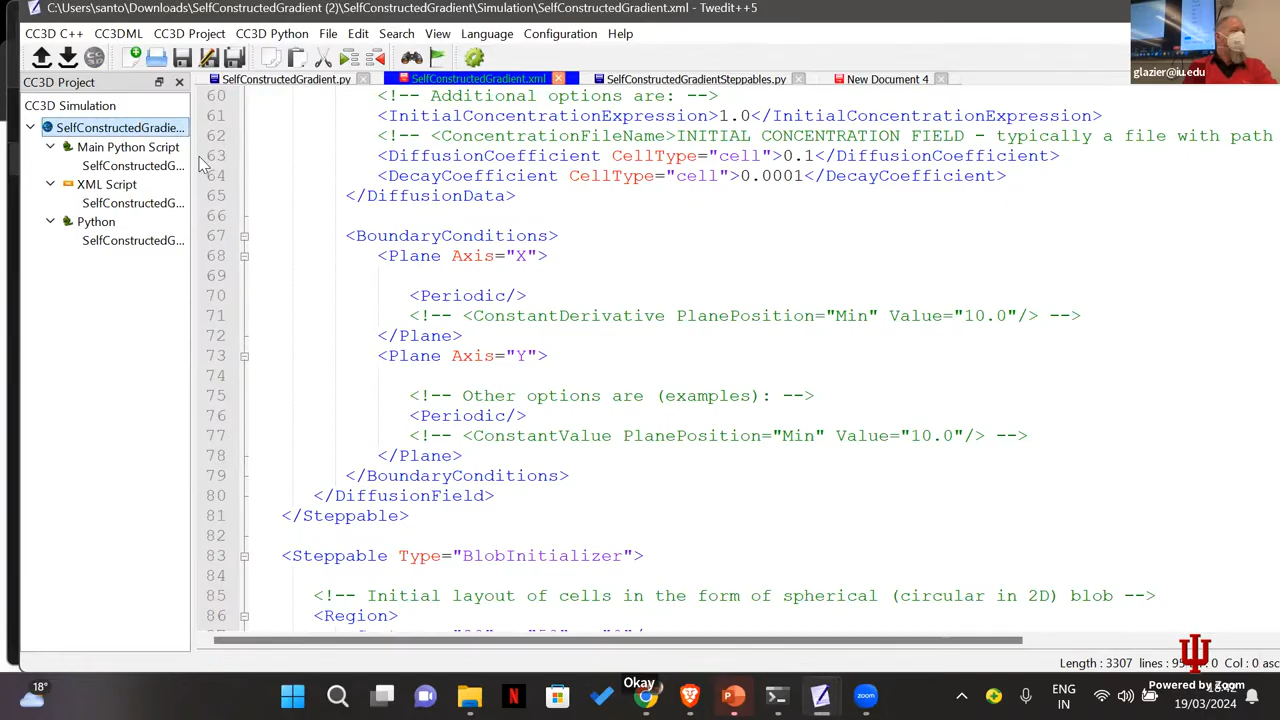 C:\Users\santo\Downloads\SelfConstructedGradient (2)\SelfConstructedGradient\Simulation\SelfConstructedGradient.xml - Twedit++5
CC3D C++ CC3DML CC3D Project CC3D Python File Edit Search View Language Configuration Help
glazier@iu.edu
CC3D Project
SelfConstructedGradient.py SelfConstructedGradient.xml SelfConstructedGradientSteppables.py New Document 4
CC3D Simulation
SelfConstructedGradie...
Main Python Script
SelfConstructedG...
XML Script
SelfConstructedG...
Python
SelfConstructedG...
60 <!-- Additional options are: -->
61 <InitialConcentrationExpression>1.0</InitialConcentrationExpression>
62 <!-- <ConcentrationFileName>INITIAL CONCENTRATION FIELD - typically a file with path
63 <DiffusionCoefficient CellType="cell">0.1</DiffusionCoefficient>
64 <DecayCoefficient CellType="cell">0.0001</DecayCoefficient>
65 </DiffusionData>
66
67 <BoundaryConditions>
68 <Plane Axis="X">
69
70 <Periodic/>
71 <!-- <ConstantDerivative PlanePosition="Min" Value="10.0"/> -->
72 </Plane>
73 <Plane Axis="Y">
74
75 <!-- Other options are (examples): -->
76 <Periodic/>
77 <!-- <ConstantValue PlanePosition="Min" Value="10.0"/> -->
78 </Plane>
79 </BoundaryConditions>
80 </DiffusionField>
81 </Steppable>
82
83 <Steppable Type="BlobInitializer">
84
85 <!-- Initial layout of cells in the form of spherical (circular in 2D) blob -->
86 <Region>
Length : 3307 lines : 95 Col : 0 asc
Powered by Zoom
Okay
18°
ENG
IN
19/03/2024